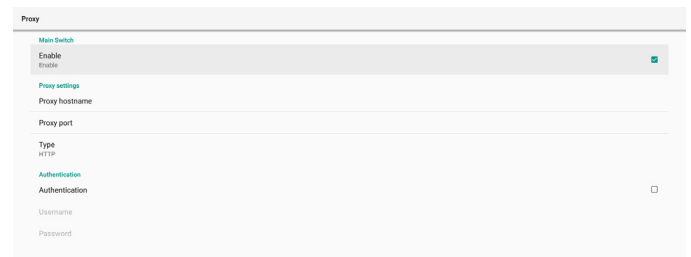 Proxy
Main Switch
Enable
Enable
Proxy settings
Proxy hostname
Proxy port
Type
HTTP
Authentication
Authentication
Username
Password